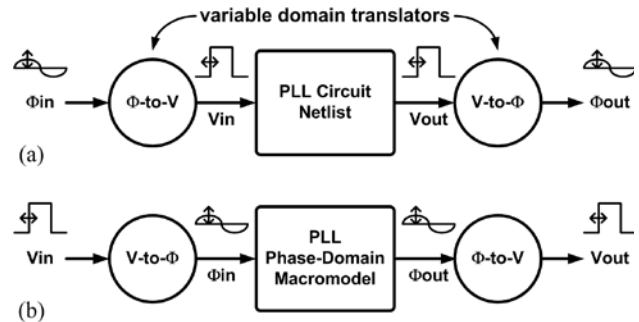 variable domain translators
Φin
Φ-to-V
Vin
PLL Circuit
Netlist
Vout
V-to-Φ
Φout
(a)
Vin
V-to-Φ
Φin
PLL
Phase-Domain
Macromodel
Φout
Φ-to-V
Vout
(b)